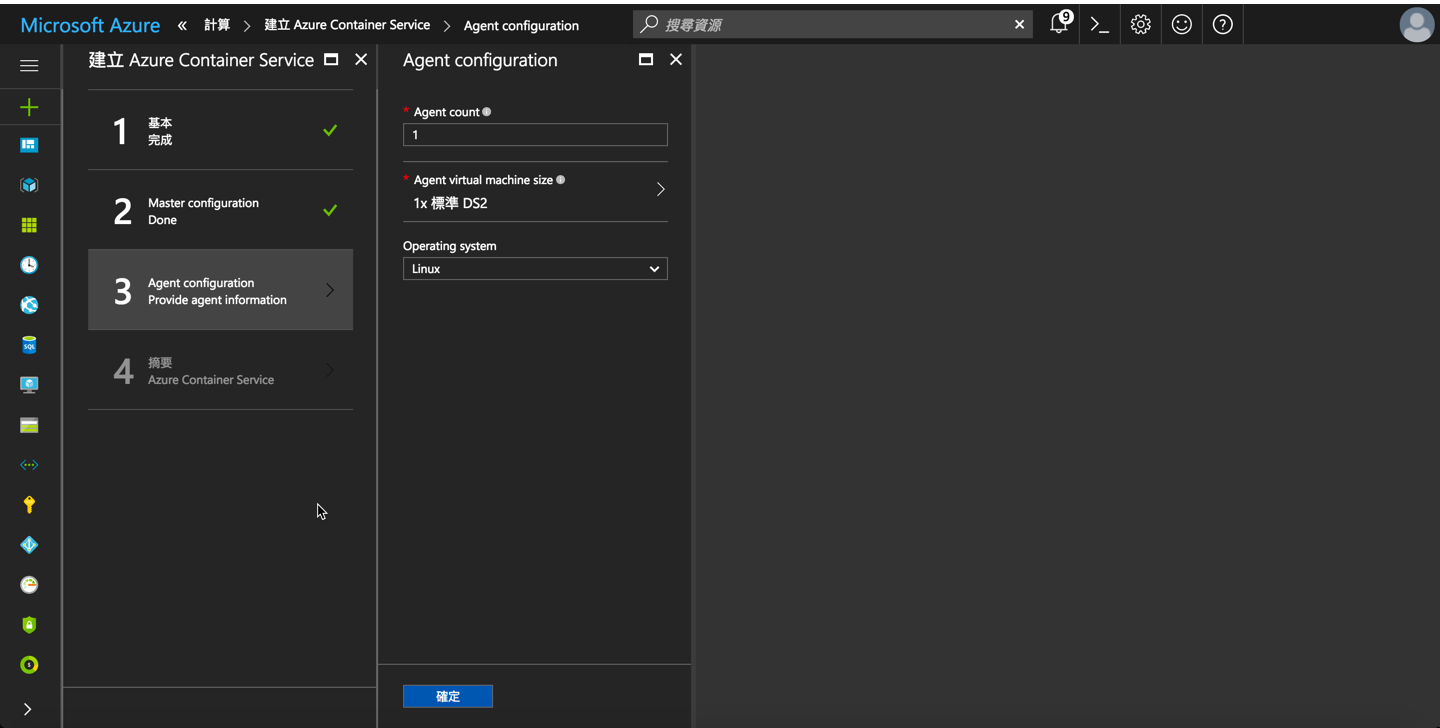 Microsoft Azure « 計算 > 建立 Azure Container Service > Agent configuration 搜尋資源 9
建立 Azure Container Service
1
基本
完成
2
Master configuration
Done
3
Agent configuration
Provide agent information
4
摘要
Azure Container Service
Agent configuration
* Agent count
1
* Agent virtual machine size
1x 標準 DS2
Operating system
Linux
確定
SQL